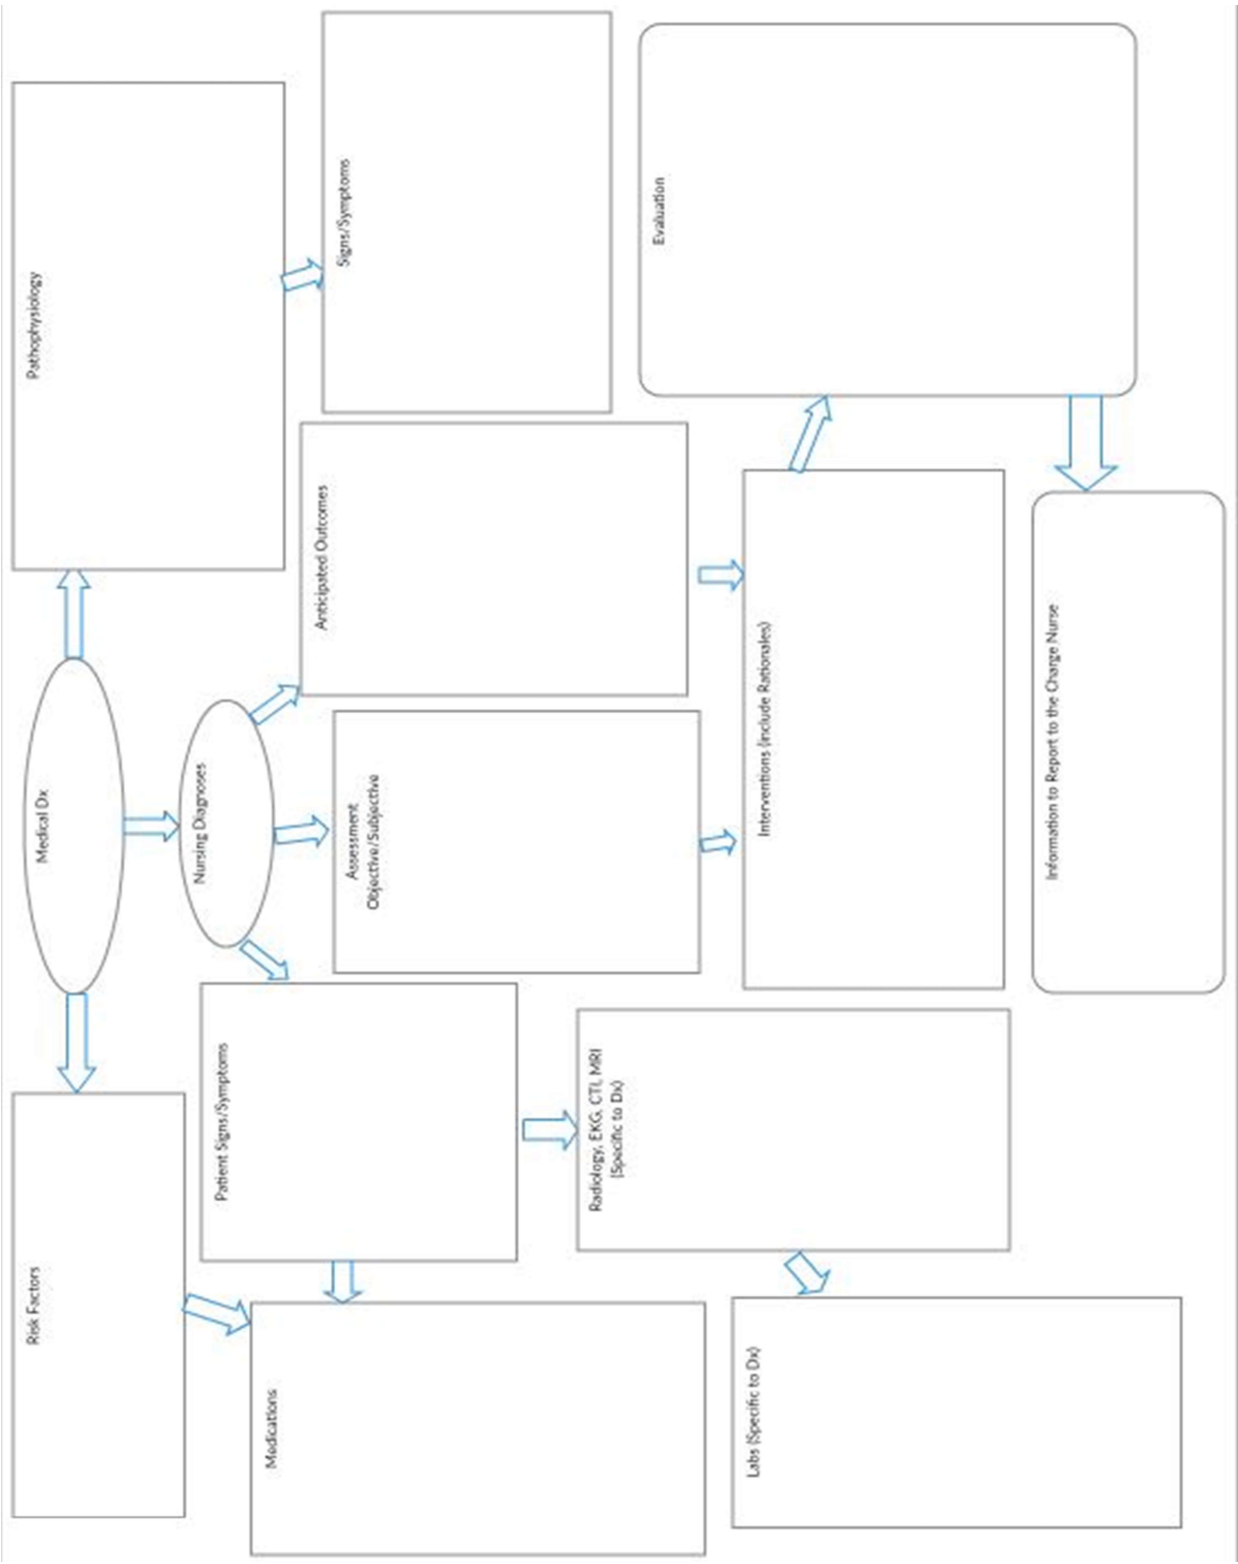 Risk Factors
Medical Dx
Pathophysiology
Nursing Diagnoses
Patient Signs/Symptoms
Medications
Assessment
Objective/Subjective
Anticipated Outcomes
Signs/Symptoms
Radiology, EKG, CTI, MRI
(Specific to Dx)
Labs (Specific to Dx)
Interventions (include Rationales)
Evaluation
Information to Report to the Charge Nurse